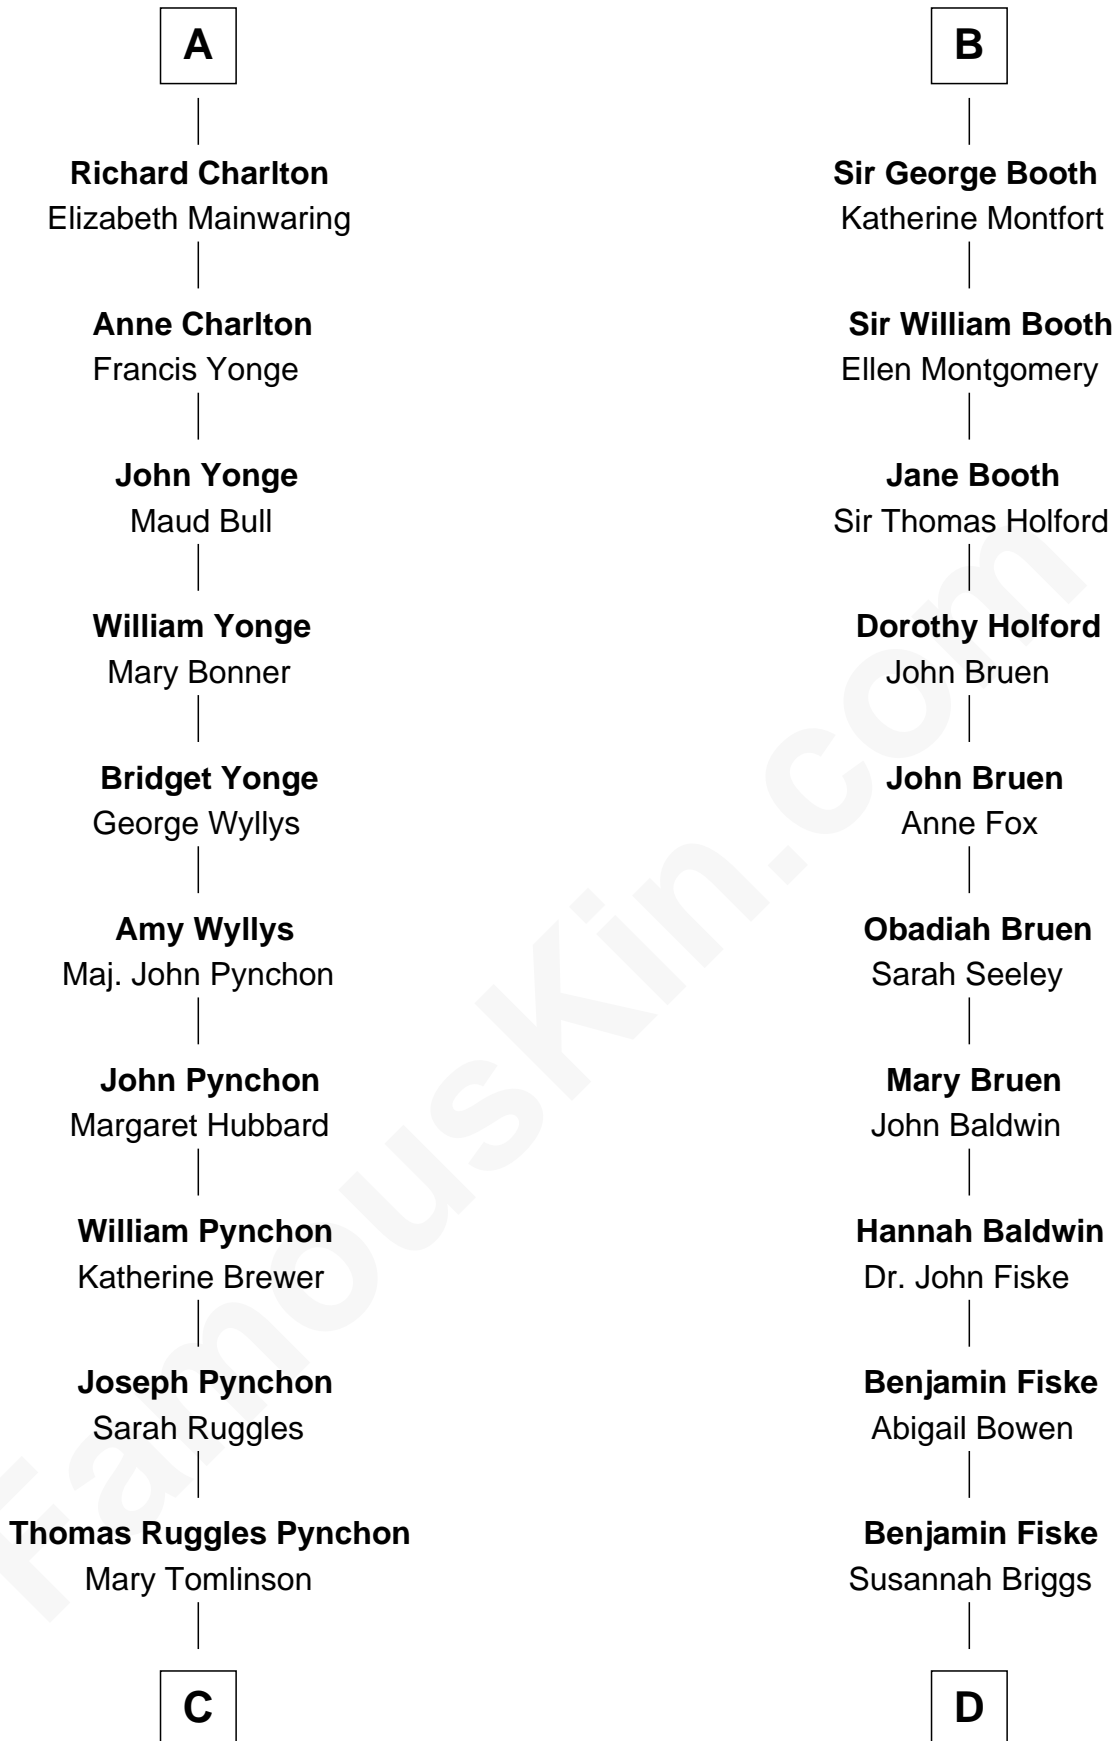 A
Richard Charlton
Elizabeth Mainwaring
Anne Charlton
Francis Yonge
John Yonge
Maud Bull
William Yonge
Mary Bonner
Bridget Yonge
George Wyllys
Amy Wyllys
Maj. John Pynchon
John Pynchon
Margaret Hubbard
William Pynchon
Katherine Brewer
Joseph Pynchon
Sarah Ruggles
Thomas Ruggles Pynchon
Mary Tomlinson
C
B
Sir George Booth
Katherine Montfort
Sir William Booth
Ellen Montgomery
Jane Booth
Sir Thomas Holford
Dorothy Holford
John Bruen
John Bruen
Anne Fox
Obadiah Bruen
Sarah Seeley
Mary Bruen
John Baldwin
Hannah Baldwin
Dr. John Fiske
Benjamin Fiske
Abigail Bowen
Benjamin Fiske
Susannah Briggs
D
FamousKin.com